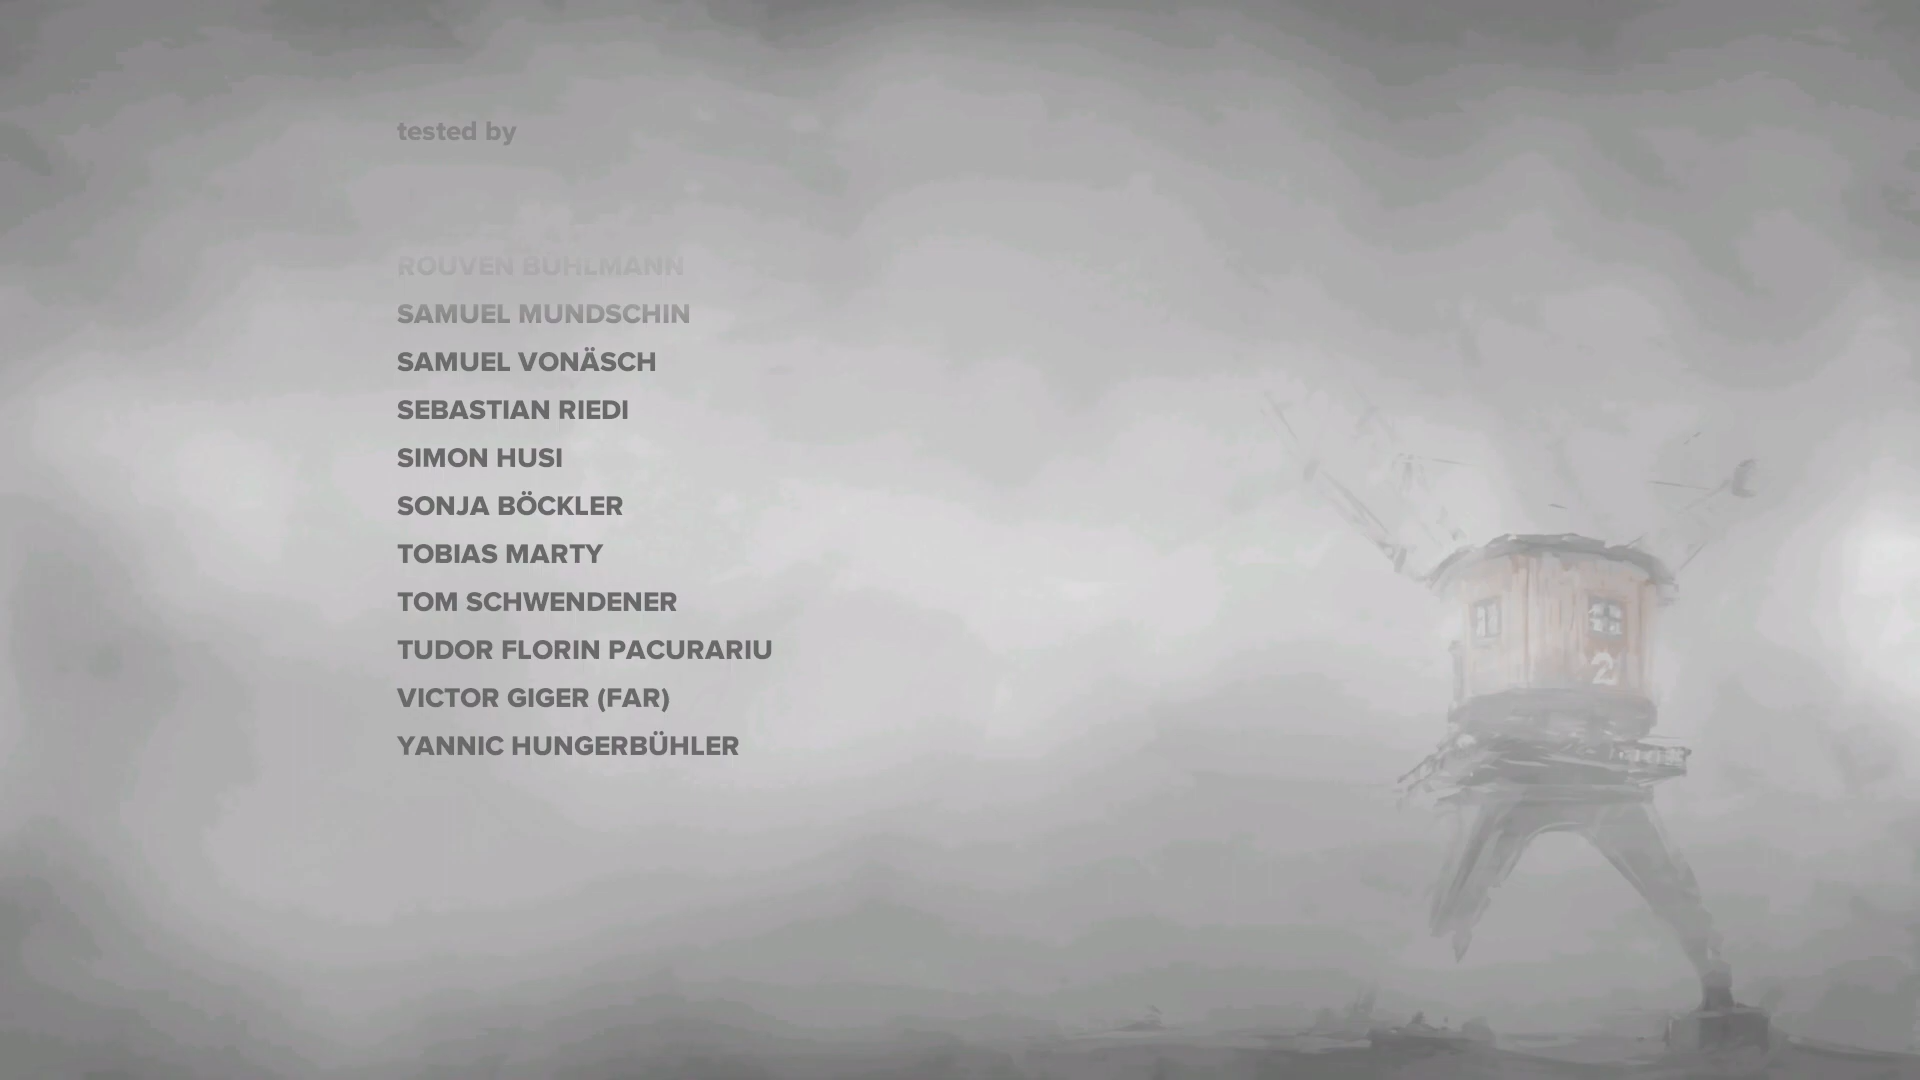 tested by
ROUVEN BÜHLMANN
SAMUEL MUNDSCHIN
SAMUEL VONÄSCH
SEBASTIAN RIEDI
SIMON HUSI
SONJA BÖCKLER
TOBIAS MARTY
TOM SCHWENDENER
TUDOR FLORIN PACURARIU
VICTOR GIGER (FAR)
YANNIC HUNGERBÜHLER
2